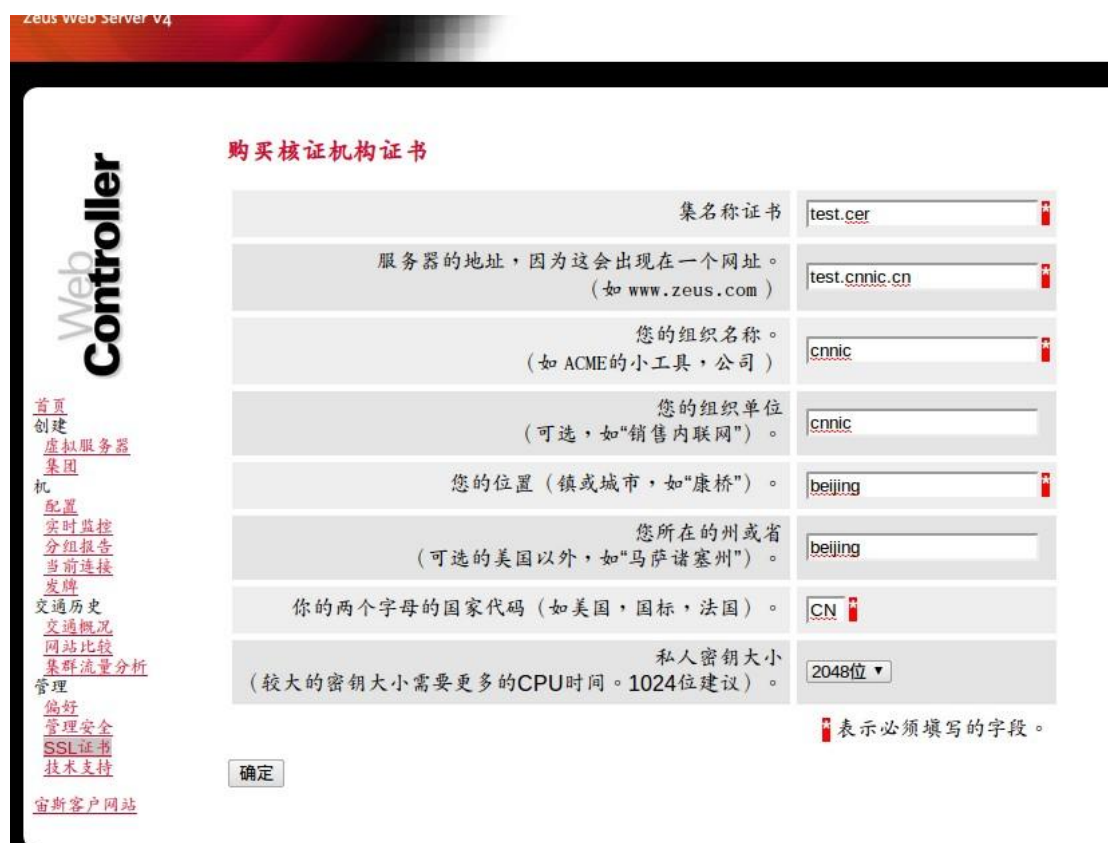 Zeus Web Server V4
Web
Controller
首页
创建
虚拟服务器
集团
机
配置
实时监控
分组报告
当前连接
发牌
交通历史
交通概况
网站比较
集群流量分析
管理
偏好
管理安全
SSL证书
技术支持
宙斯客户网站
购买核证机构证书
集名称证书 test.cer *
服务器的地址，因为这会出现在一个网址。
（如 www.zeus.com ） test.cnnic.cn *
您的组织名称。
（如 ACME的小工具，公司 ） cnnic *
您的组织单位
（可选，如“销售内联网”）。 cnnic
您的位置（镇或城市，如“康桥”）。 beijing *
您所在的州或省
（可选的美国以外，如“马萨诸塞州”）。 beijing
你的两个字母的国家代码（如美国，国标，法国）。 CN *
私人密钥大小
（较大的密钥大小需要更多的CPU时间。1024位建议）。 2048位 ▼
* 表示必须填写的字段。
确定